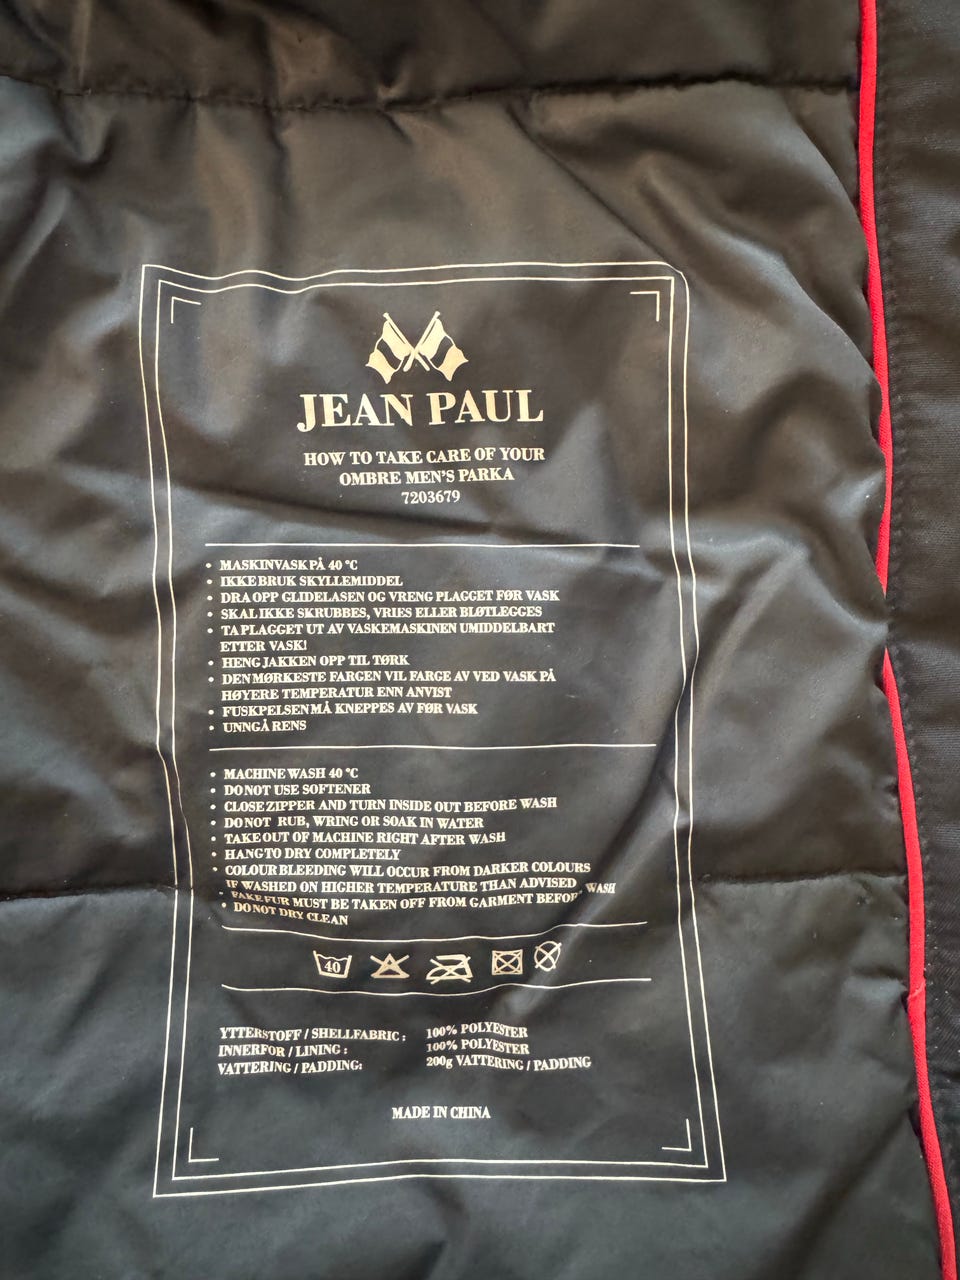 JEAN PAUL
HOW TO TAKE CARE OF YOUR
OMBRE MEN'S PARKA
7203679
• MASKINVASK PÅ 40 °C
• IKKE BRUK SKYLLEMIDDEL
• DRA OPP GLIDELASEN OG VRENG PLAGGET FØR VASK
• SKAL IKKE SKRUBBES, VRIES ELLER BLØTLEGGES
• TA PLAGGET UT AV VASKEMASKINEN UMIDDELBART
ETTER VASK!
• HENG JAKKEN OPP TIL TØRK
• DEN MØRKESTE FARGEN VIL FARGE AV VED VASK PÅ
HØYERE TEMPERATUR ENN ANVIST
• FUSKPELSEN MÅ KNEPPES AV FØR VASK
• UNNGÅ RENS
• MACHINE WASH 40 °C
• DO NOT USE SOFTENER
• CLOSE ZIPPER AND TURN INSIDE OUT BEFORE WASH
• DO NOT RUB, WRING OR SOAK IN WATER
• TAKE OUT OF MACHINE RIGHT AFTER WASH
• HANG TO DRY COMPLETELY
• COLOUR BLEEDING WILL OCCUR FROM DARKER COLOURS
IF WASHED ON HIGHER TEMPERATURE THAN ADVISED
• FAKE FUR MUST BE TAKEN OFF FROM GARMENT BEFORE WASH
• DO NOT DRY CLEAN
40
YTTERSTOFF / SHELLFABRIC : 100% POLYESTER
INNERFOR / LINING : 100% POLYESTER
VATTERING / PADDING: 200g VATTERING / PADDING
MADE IN CHINA